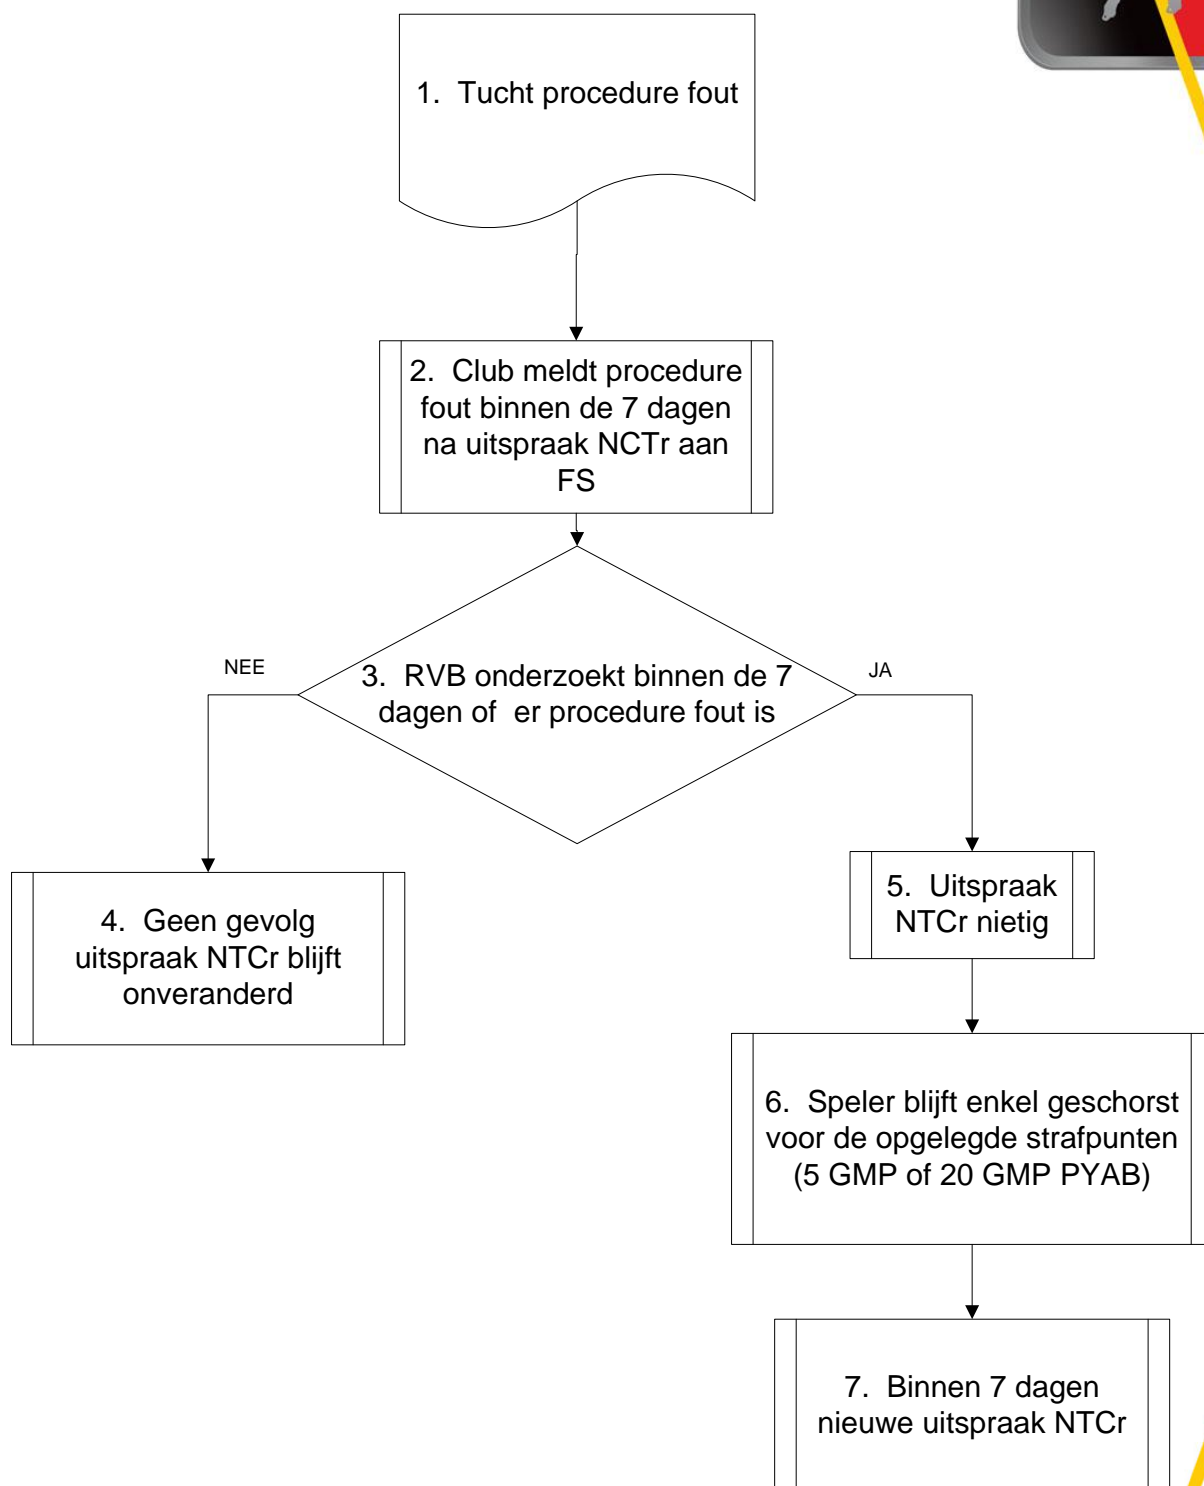 1. Tucht procedure fout
2. Club meldt procedure
fout binnen de 7 dagen
na uitspraak NCTr aan
FS
NEE
3. RVB onderzoekt binnen de 7
dagen of er procedure fout is
JA
4. Geen gevolg
uitspraak NTCr blijft
onveranderd
5. Uitspraak
NTCr nietig
6. Speler blijft enkel geschorst
voor de opgelegde strafpunten
(5 GMP of 20 GMP PYAB)
7. Binnen 7 dagen
nieuwe uitspraak NTCr